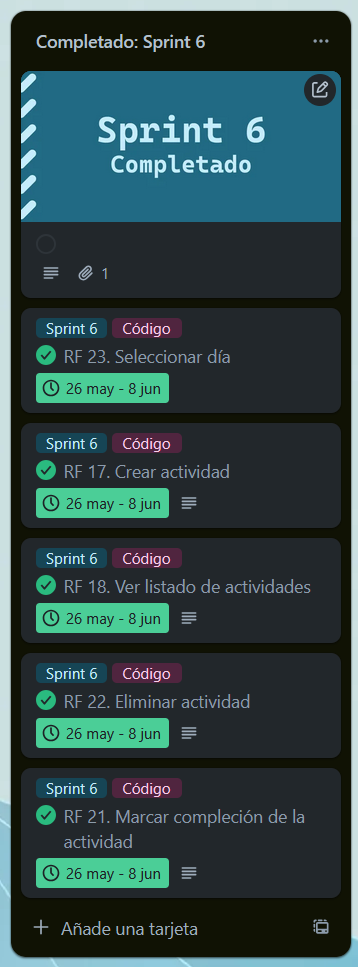 Completado: Sprint 6
Sprint 6
Completado
1
Sprint 6 Código
RF 23. Seleccionar día
26 may - 8 jun
Sprint 6 Código
RF 17. Crear actividad
26 may - 8 jun
Sprint 6 Código
RF 18. Ver listado de actividades
26 may - 8 jun
Sprint 6 Código
RF 22. Eliminar actividad
26 may - 8 jun
Sprint 6 Código
RF 21. Marcar compleción de la
actividad
26 may - 8 jun
Añade una tarjeta